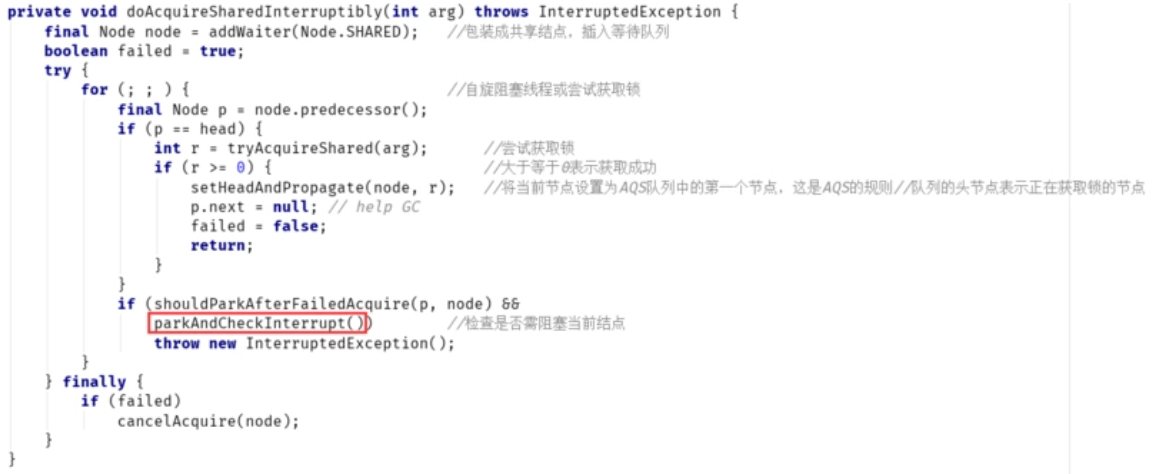 private void doAcquireSharedInterruptibly(int arg) throws InterruptedException {
    final Node node = addWaiter(Node.SHARED);   //包装成共享结点，插入等待队列
    boolean failed = true;
    try {
        for (; ; ) {                            //自旋阻塞线程或尝试获取锁
            final Node p = node.predecessor();
            if (p == head) {
                int r = tryAcquireShared(arg);      //尝试获取锁
                if (r >= 0) {                       //大于等于0表示获取成功
                    setHeadAndPropagate(node, r);   //将当前节点设置为AQS队列中的第一个节点，这是AQS的规则//队列的头节点表示正在获取锁的节点
                    p.next = null; // help GC
                    failed = false;
                    return;
                }
            }
            if (shouldParkAfterFailedAcquire(p, node) &&
                parkAndCheckInterrupt())        //检查是否需阻塞当前结点
                throw new InterruptedException();
        }
    } finally {
        if (failed)
            cancelAcquire(node);
    }
}